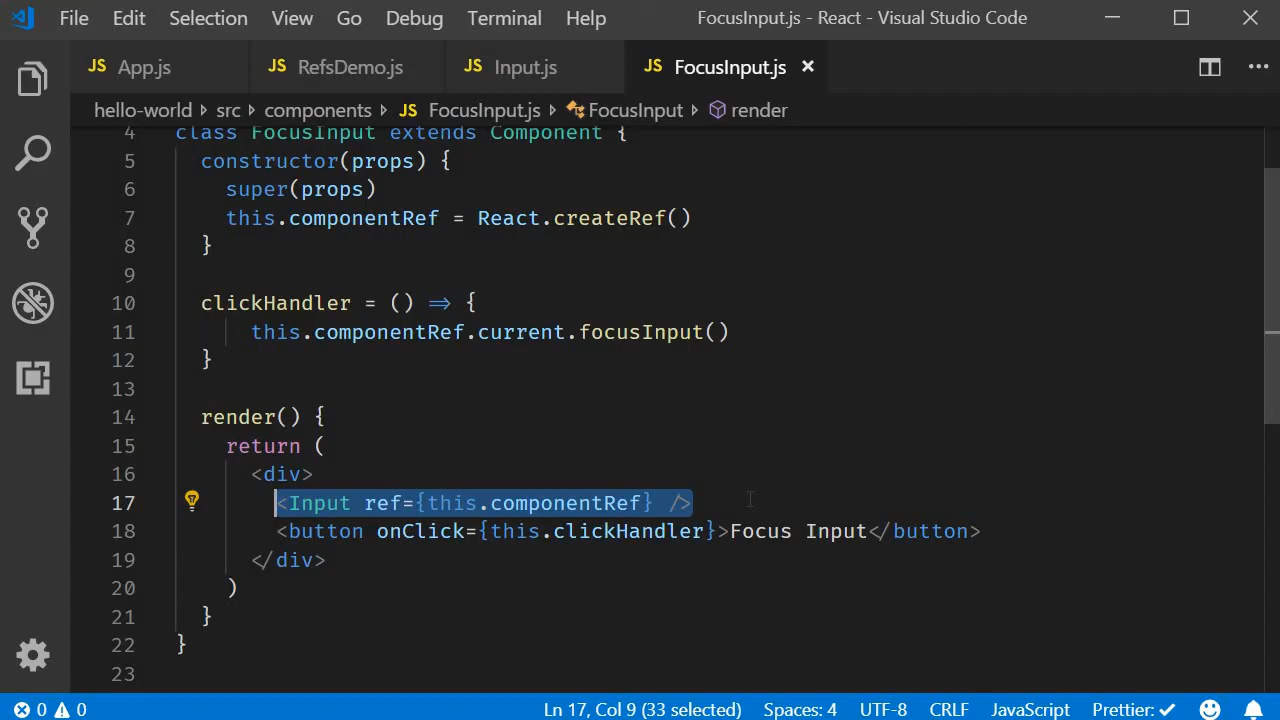 File Edit Selection View Go Debug Terminal Help FocusInput.js - React - Visual Studio Code
JS App.js JS RefsDemo.js JS Input.js JS FocusInput.js
hello-world > src > components > JS FocusInput.js > FocusInput > render
4 class FocusInput extends Component {
5 constructor(props) {
6 super(props)
7 this.componentRef = React.createRef()
8 }
9
10 clickHandler = () => {
11 this.componentRef.current.focusInput()
12 }
13
14 render() {
15 return (
16 <div>
17 <Input ref={this.componentRef} />
18 <button onClick={this.clickHandler}>Focus Input</button>
19 </div>
20 )
21 }
22 }
23
0 0 Ln 17, Col 9 (33 selected) Spaces: 4 UTF-8 CRLF JavaScript Prettier: ✓